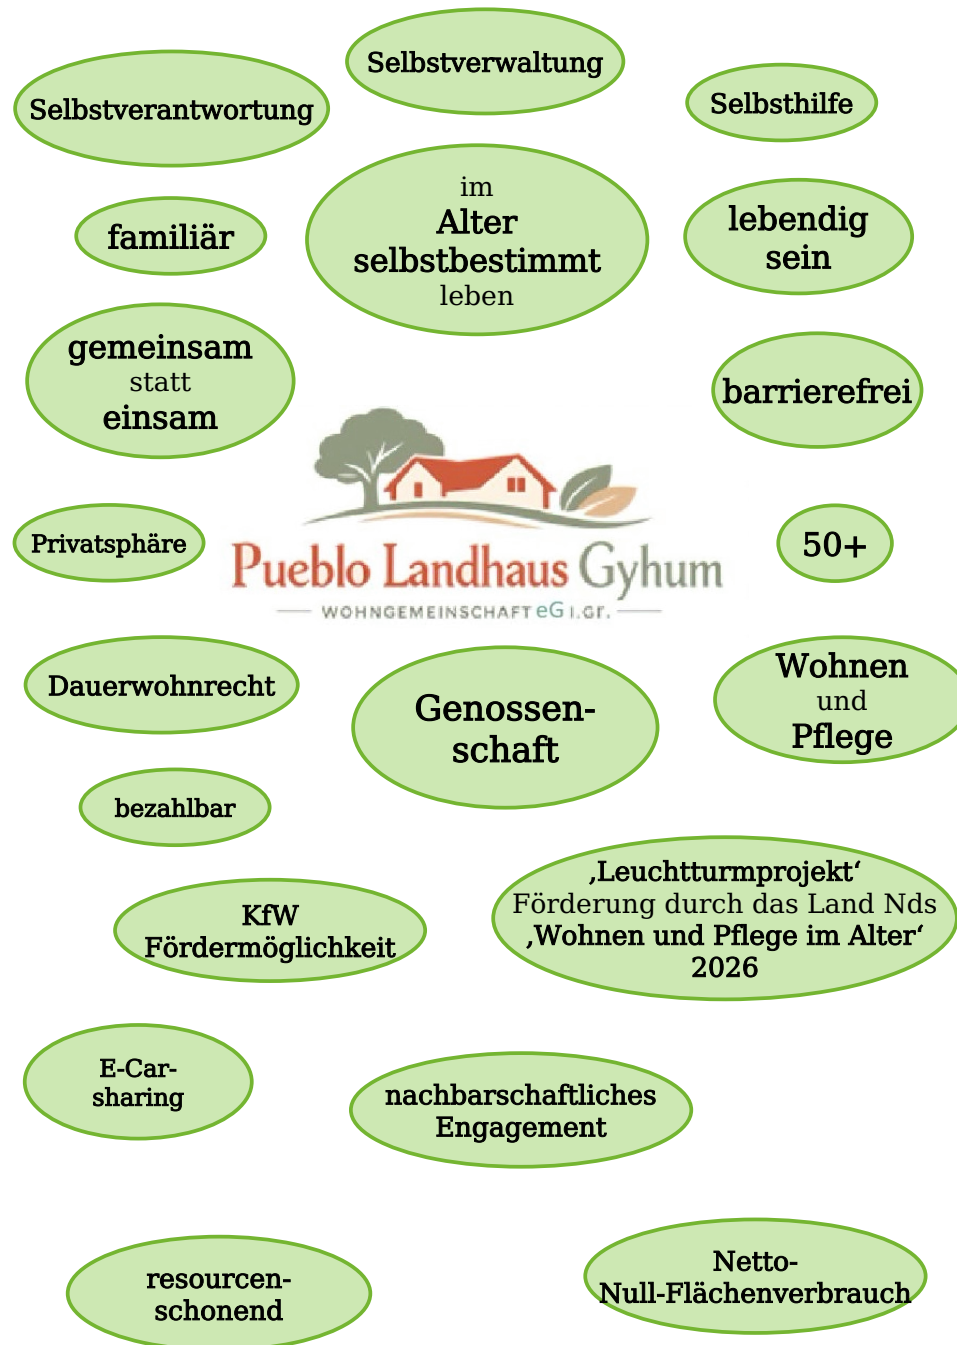 Selbstverwaltung
Selbstverantwortung
Selbsthilfe
im
Alter
selbstbestimmt
leben
familiär
lebendig
sein
gemeinsam
statt
einsam
barrierefrei
Privatsphäre
50+
Pueblo Landhaus Gyhum
WOHNGEMEINSCHAFT eG i.Gr.
Dauerwohnrecht
Genossen-
schaft
Wohnen
und
Pflege
bezahlbar
KfW
Fördermöglichkeit
‚Leuchtturmprojekt‘
Förderung durch das Land Nds
‚Wohnen und Pflege im Alter‘
2026
E-Car-
sharing
nachbarschaftliches
Engagement
resourcen-
schonend
Netto-
Null-Flächenverbrauch